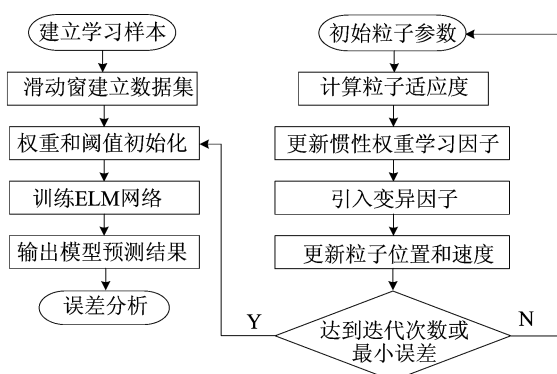 建立学习样本
滑动窗建立数据集
权重和阈值初始化
训练ELM网络
输出模型预测结果
误差分析
初始粒子参数
计算粒子适应度
更新惯性权重学习因子
引入变异因子
更新粒子位置和速度
达到迭代次数或
最小误差
Y
N